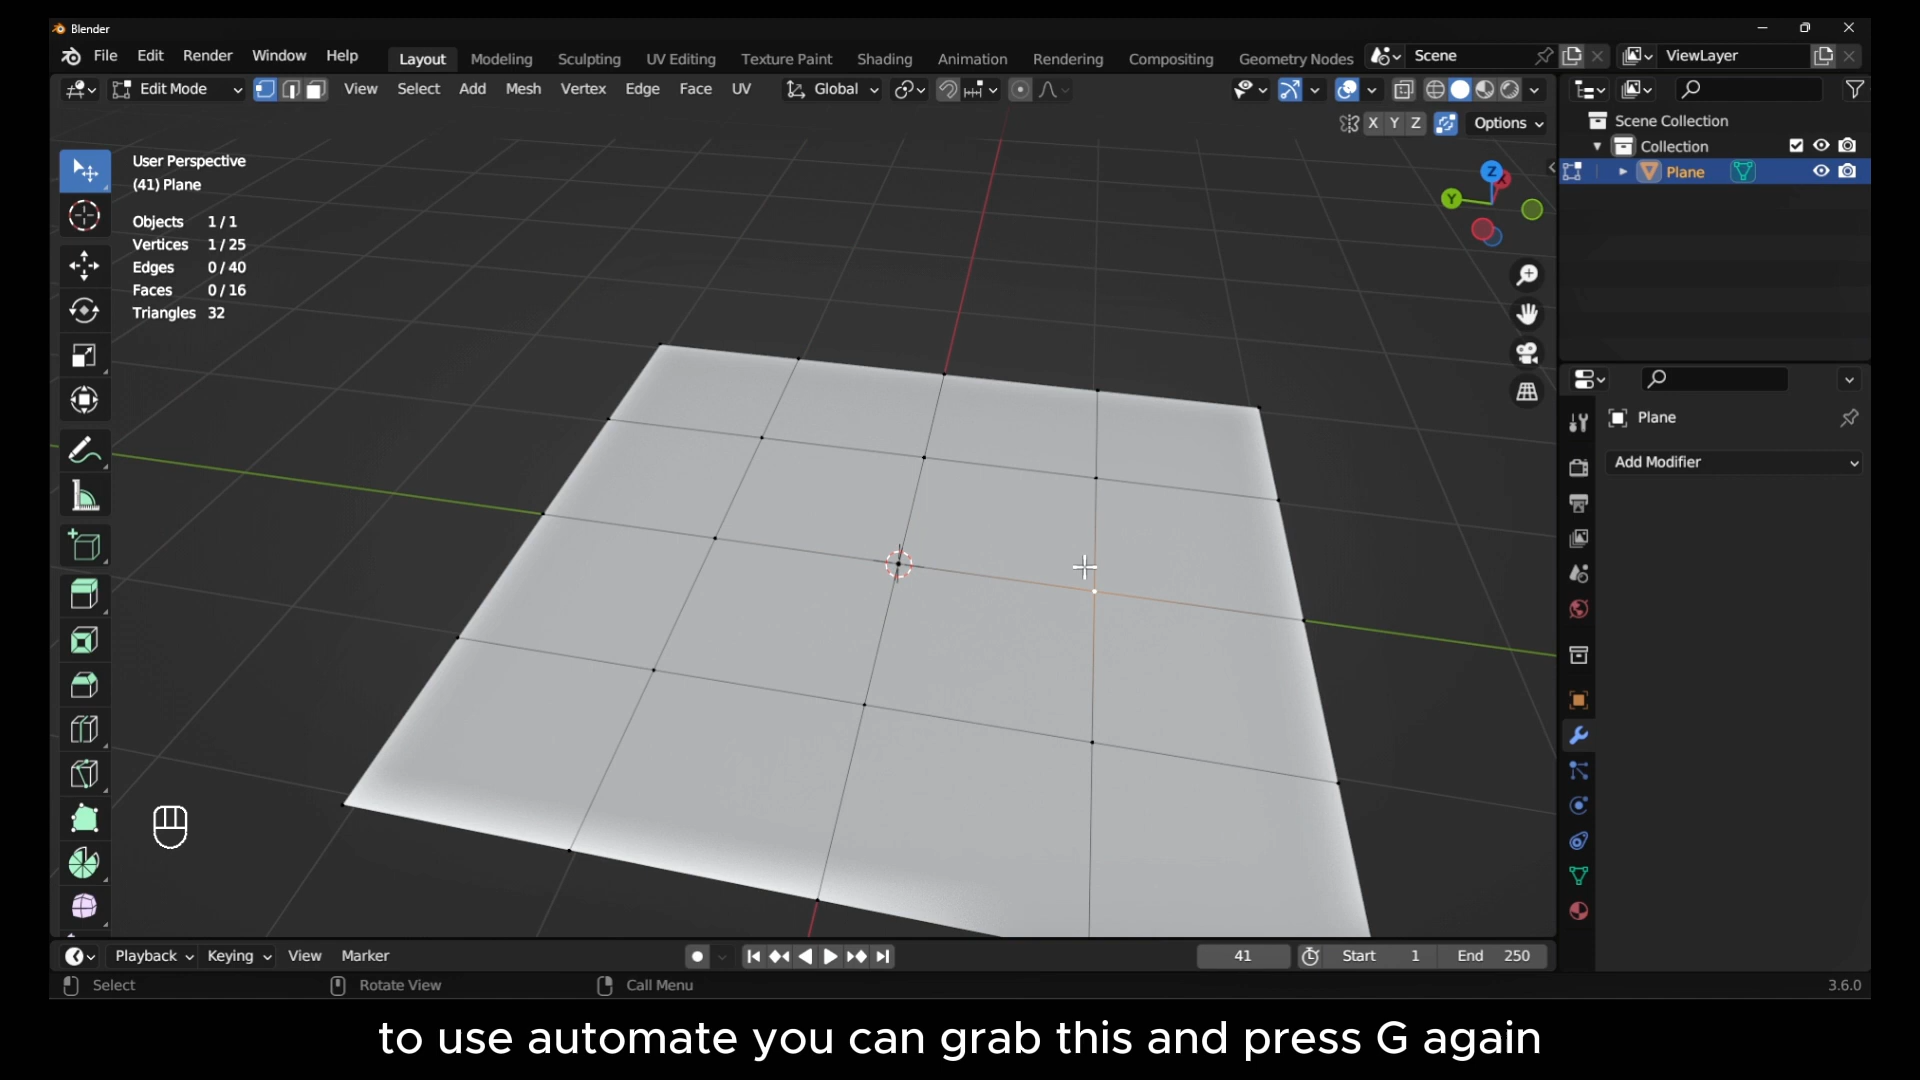 Blender
File Edit Render Window Help
Layout Modeling Sculpting UV Editing Texture Paint Shading Animation Rendering Compositing Geometry Nodes
Scene
ViewLayer
Edit Mode
View Select Add Mesh Vertex Edge Face UV
Global
X Y Z
Options
User Perspective
(41) Plane
Objects 1/1
Vertices 1/25
Edges 0/40
Faces 0/16
Triangles 32
Z
X
Y
Scene Collection
Collection
Plane
Plane
Add Modifier
Playback Keying View Marker
41
Start 1
End 250
Select
Rotate View
Call Menu
3.6.0
to use automate you can grab this and press G again